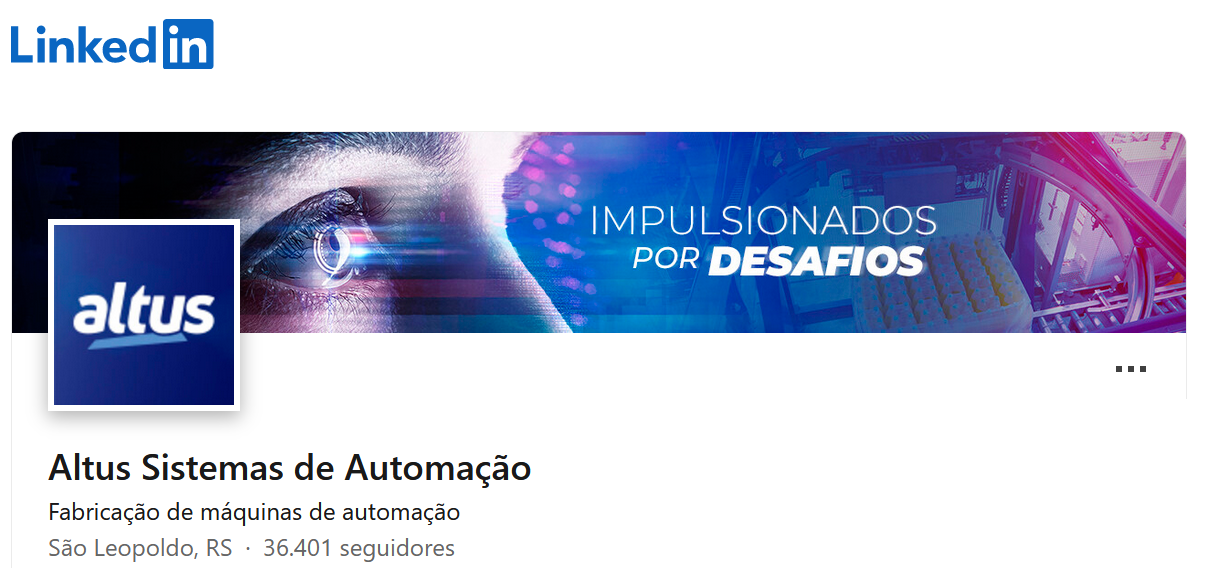 LinkedIn
IMPULSIONADOS
POR DESAFIOS
altus
Altus Sistemas de Automação
Fabricação de máquinas de automação
São Leopoldo, RS · 36.401 seguidores